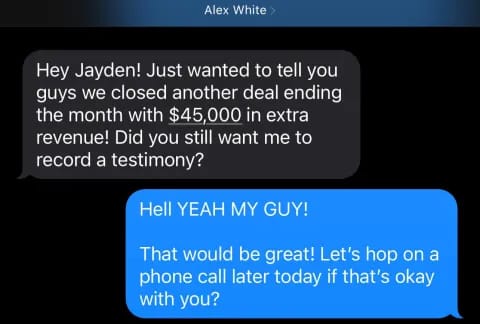 Alex White >
Hey Jayden! Just wanted to tell you
guys we closed another deal ending
the month with $45,000 in extra
revenue! Did you still want me to
record a testimony?
Hell YEAH MY GUY!
That would be great! Let’s hop on a
phone call later today if that’s okay
with you?